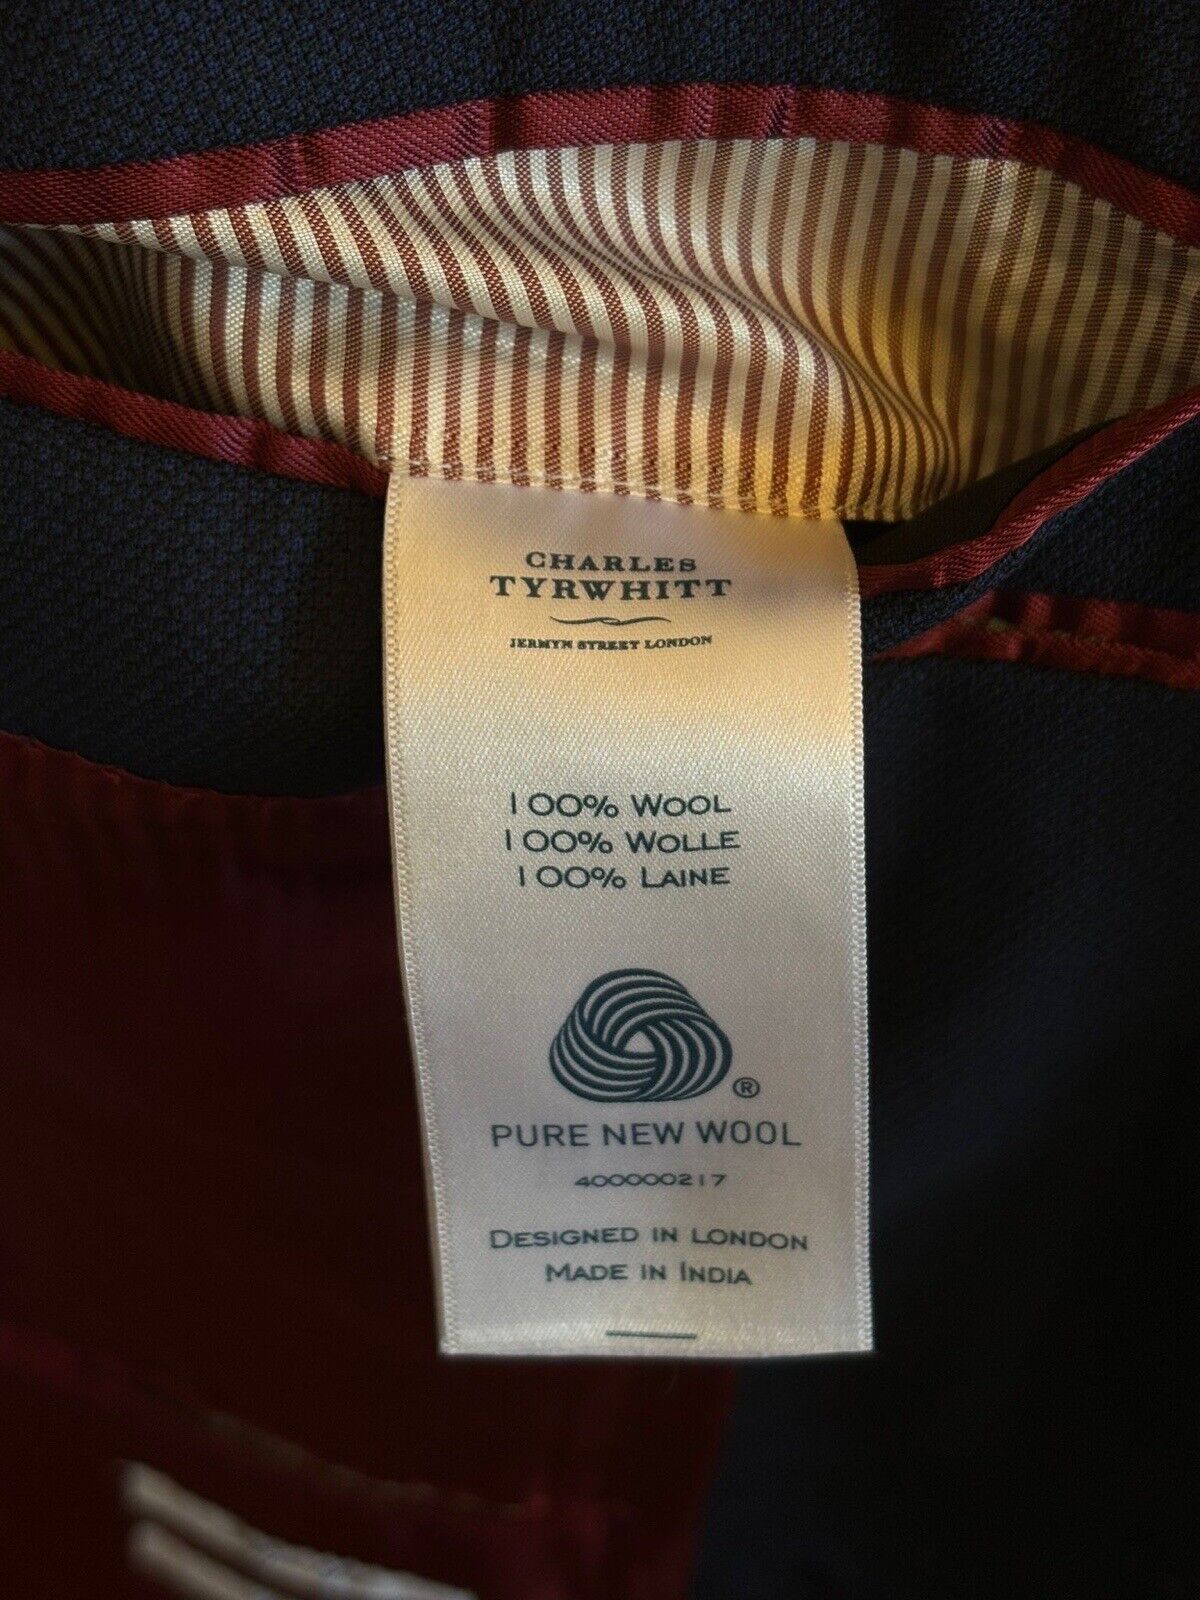 CHARLES
TYRWHITT
JERMYN STREET LONDON
100% WOOL
100% WOLLE
100% LAINE
®
PURE NEW WOOL
400000217
DESIGNED IN LONDON
MADE IN INDIA